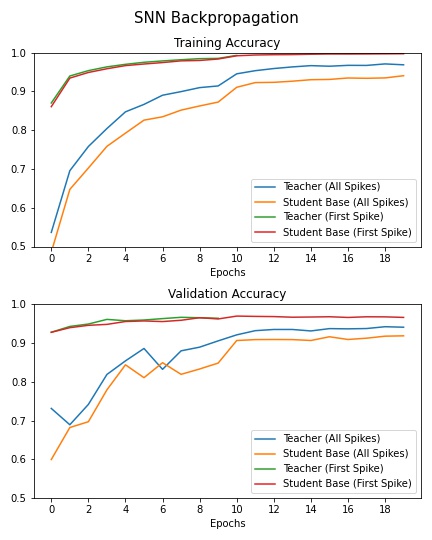 SNN Backpropagation
Training Accuracy
1.0
0.9
0.8
0.7
0.6
0.5
Teacher (All Spikes)
Student Base (All Spikes)
Teacher (First Spike)
Student Base (First Spike)
0 2 4 6 8 10 12 14 16 18
Epochs
Validation Accuracy
1.0
0.9
0.8
0.7
0.6
0.5
Teacher (All Spikes)
Student Base (All Spikes)
Teacher (First Spike)
Student Base (First Spike)
0 2 4 6 8 10 12 14 16 18
Epochs